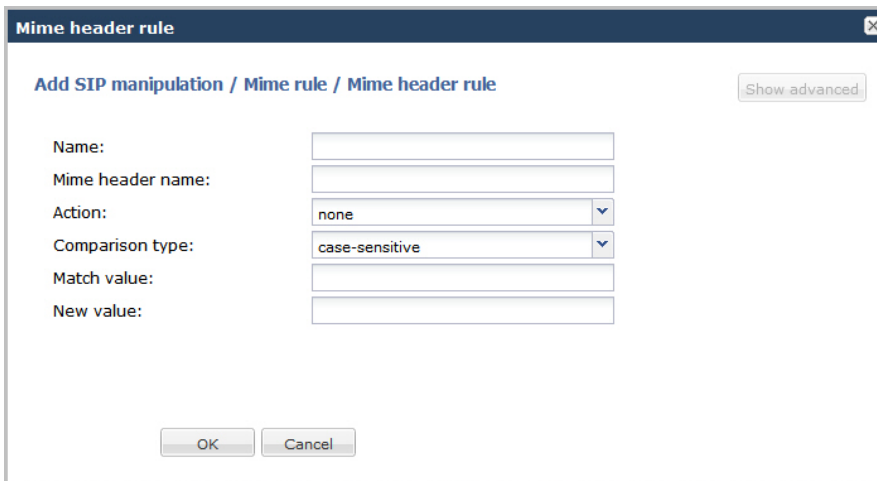 Mime header rule
Add SIP manipulation / Mime rule / Mime header rule
Show advanced
Name:
Mime header name:
Action: none
Comparison type: case-sensitive
Match value:
New value:
OK Cancel